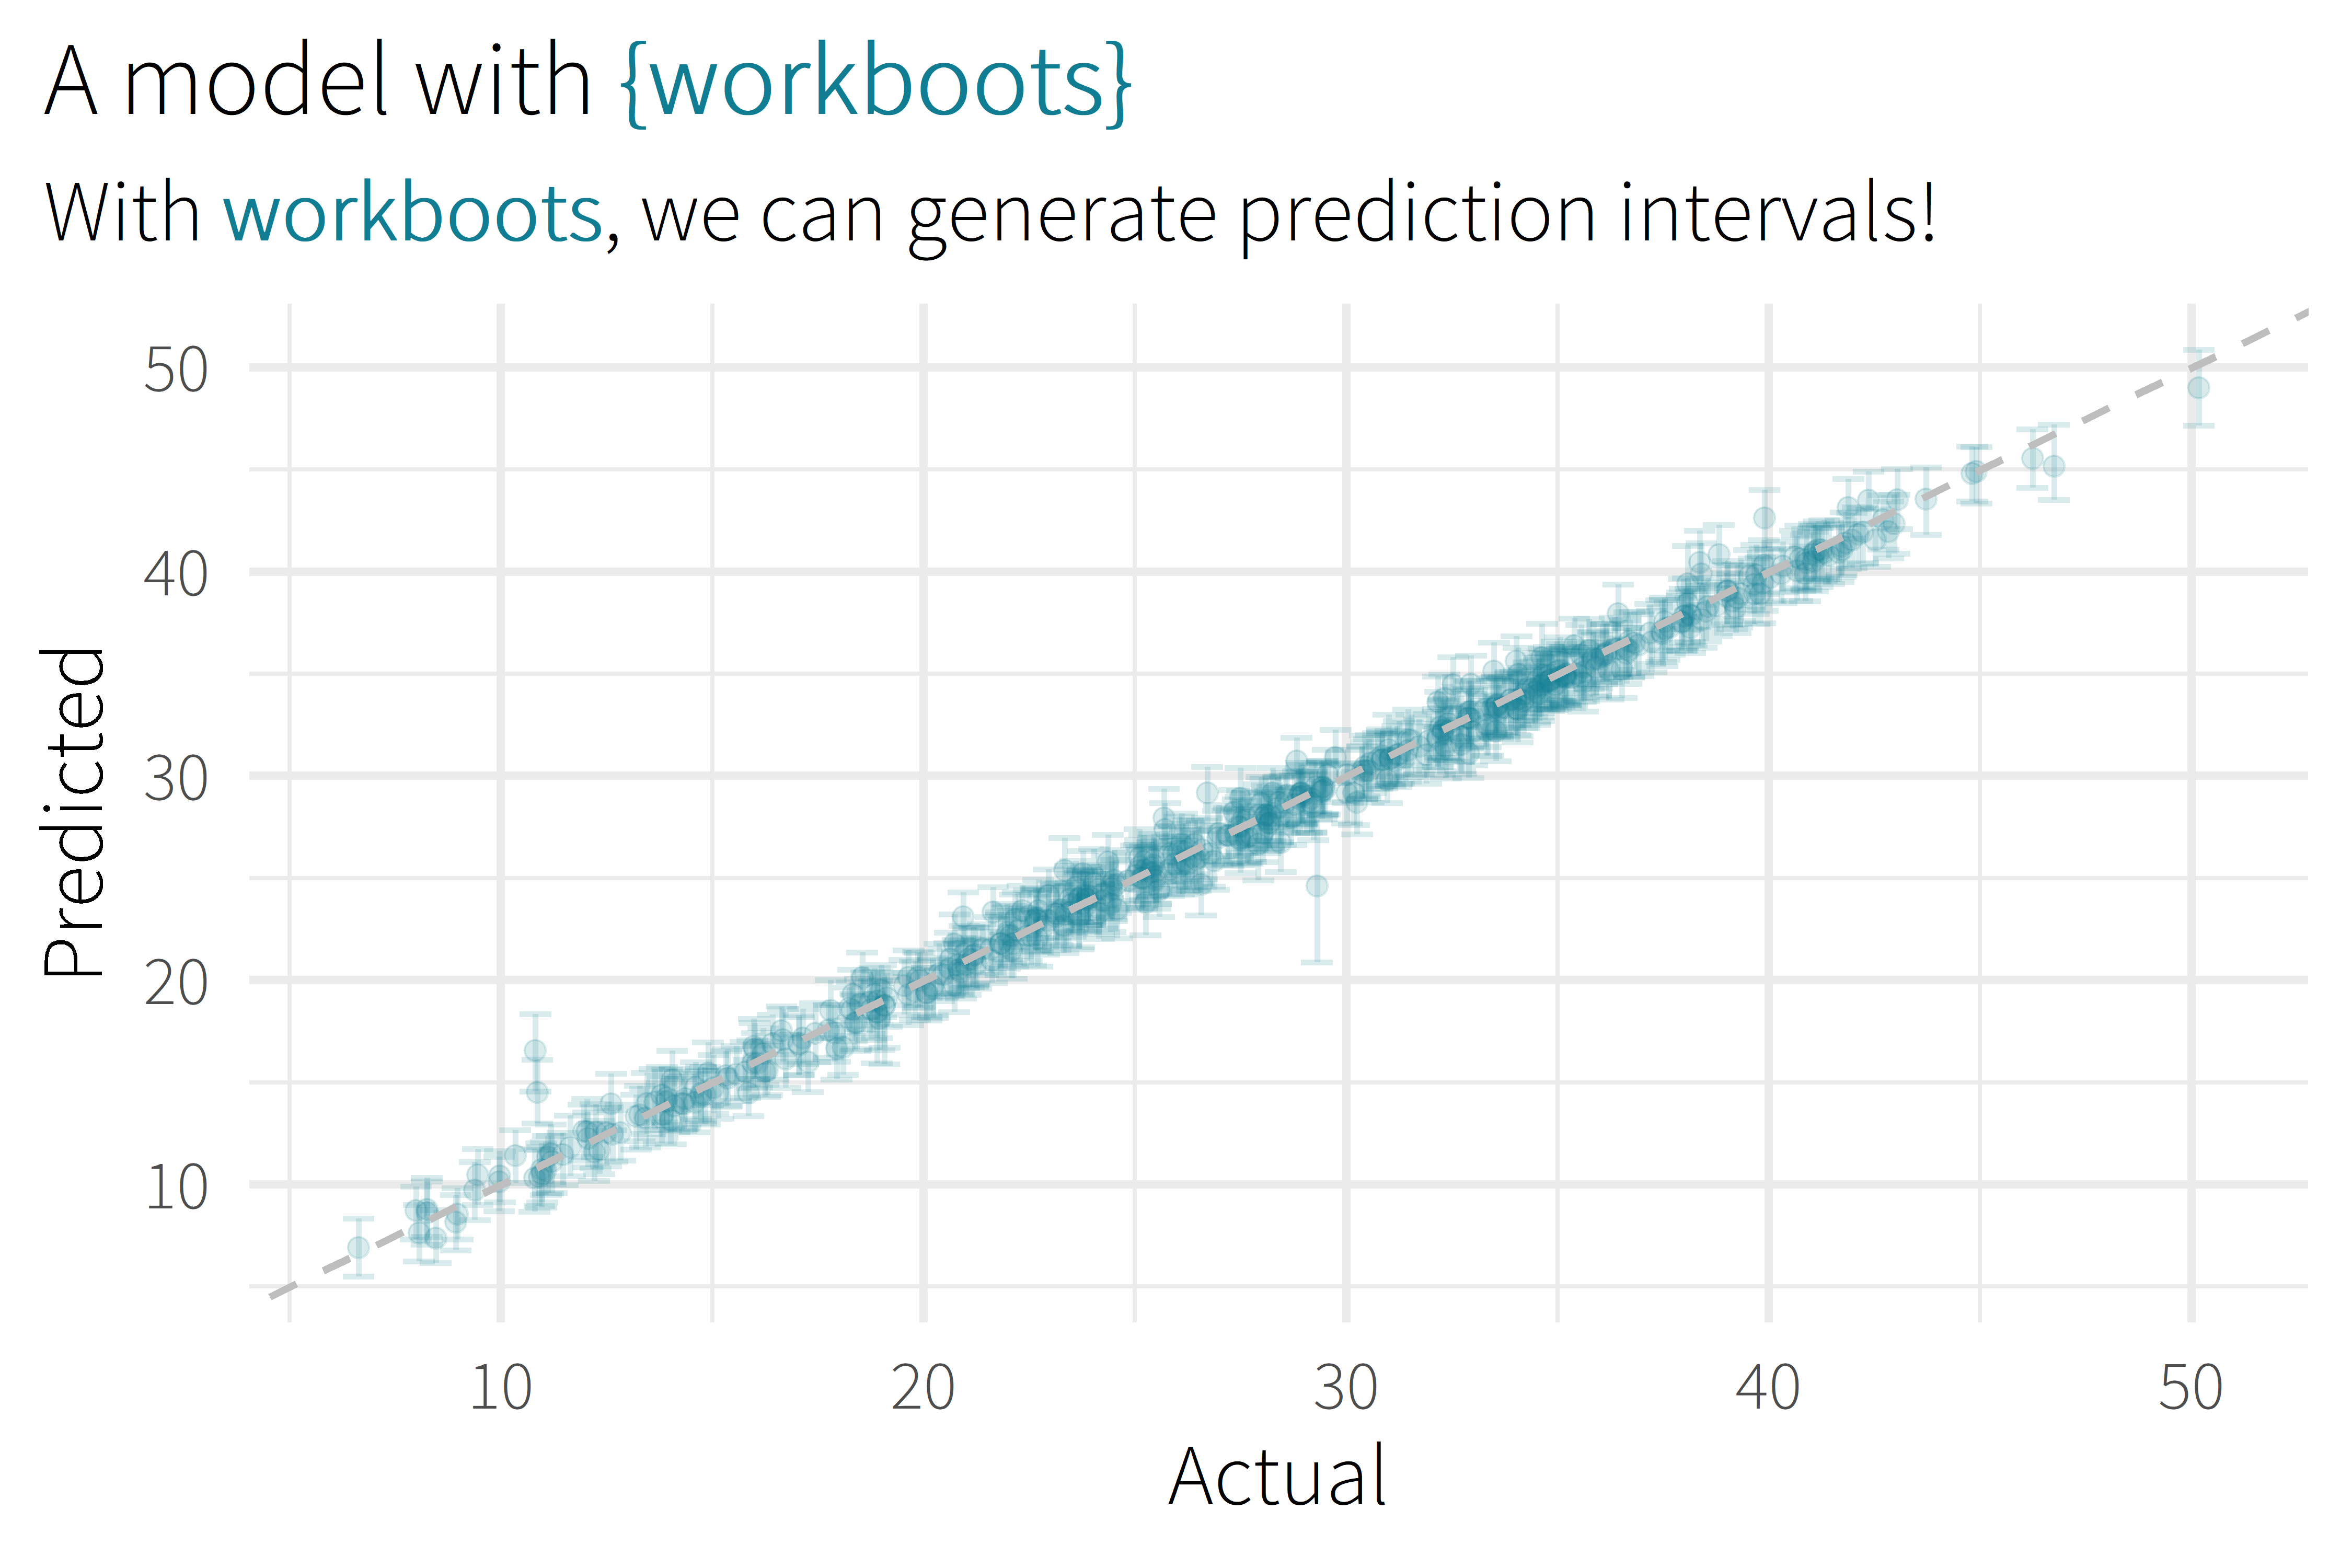 A model with {workboots}
With workboots, we can generate prediction intervals!
50
40
30
20
10
Predicted
10 20 30 40 50
Actual